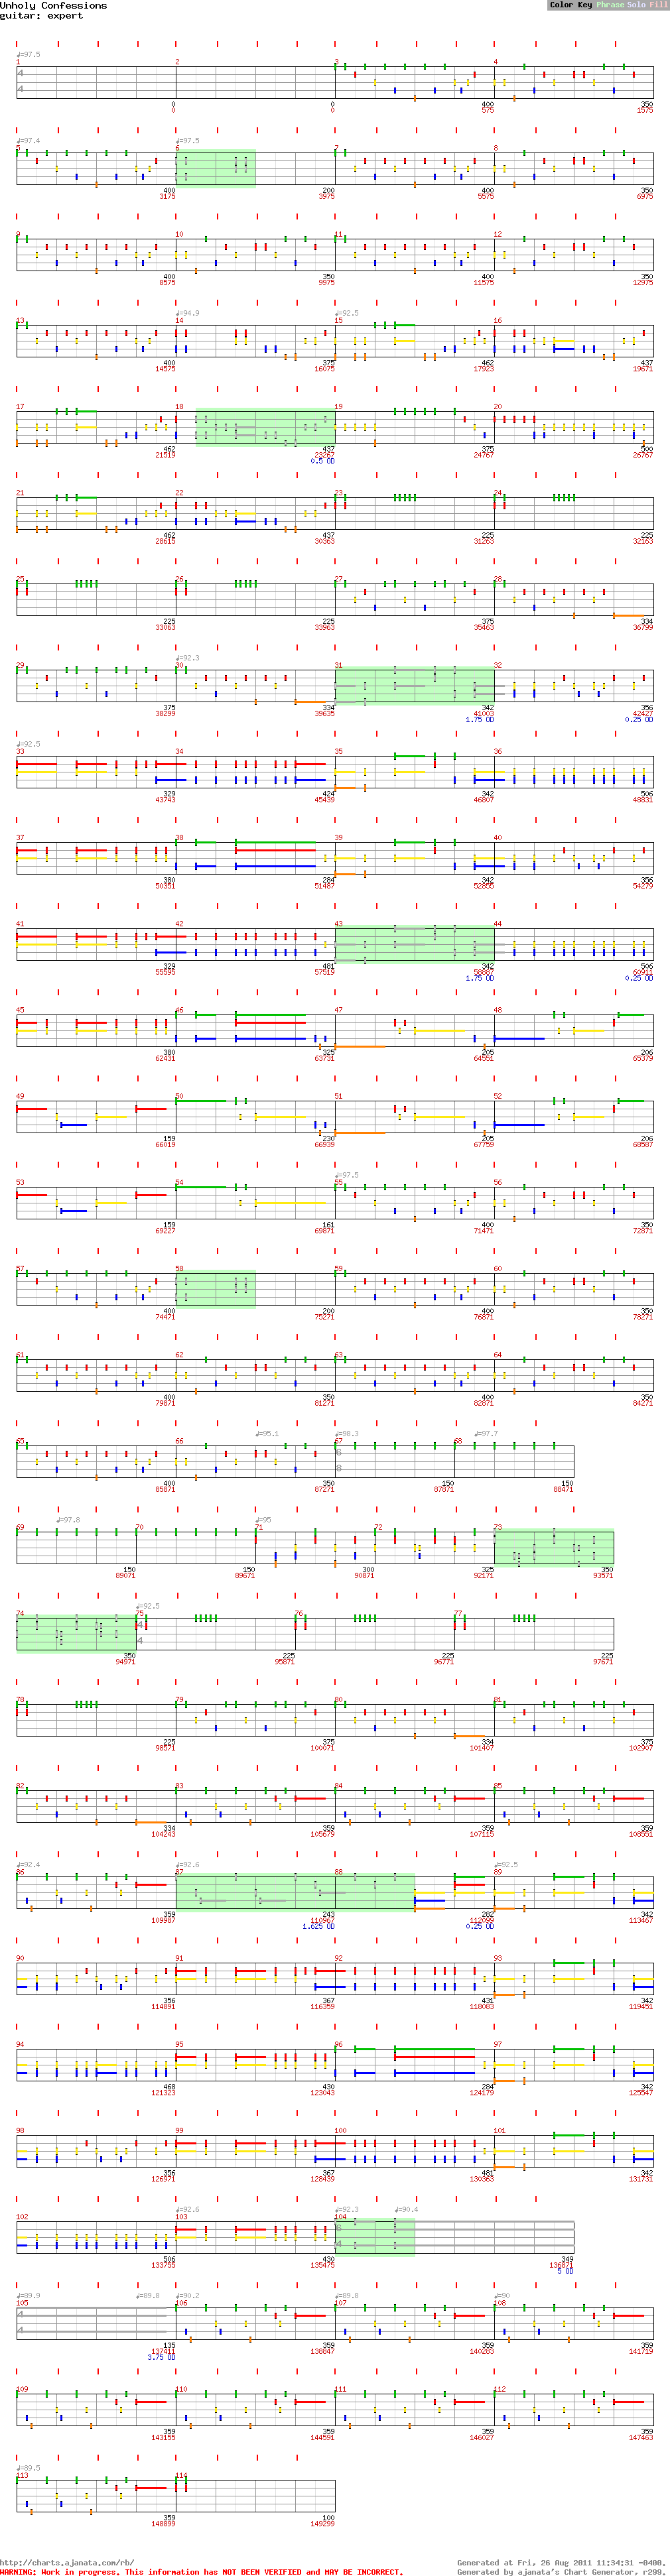 Unholy Confessions
Color Key Phrase Solo Fill
guitar: expert
♩=97.5
1 2 3 4
4
4
0 0 575 1575
0 0 575 1575
♩=97.4 ♩=97.5
5 6 7 8
400 200 400 350
3175 3975 5575 6975
9 10 11 12
400 350 400 350
8575 9975 11575 12975
♩=94.9 ♩=92.5
13 14 15 16
400 375 462 437
14575 16075 17923 19671
17 18 19 20
462 437 375 500
21519 23267 24767 26767
0.5 OD
21 22 23 24
462 437 225 225
28615 30363 31263 32163
25 26 27 28
225 225 375 334
33063 33963 35463 36799
♩=92.3
29 30 31 32
375 334 342 356
38299 39635 41003 42427
1.75 OD 0.25 OD
♩=92.5
33 34 35 36
329 424 342 506
43743 45439 46807 48831
37 38 39 40
380 284 342 356
50351 51487 52855 54279
41 42 43 44
329 481 342 506
55595 57519 58887 60911
1.75 OD 0.25 OD
45 46 47 48
380 325 205 206
62431 63731 64551 65379
49 50 51 52
159 230 205 206
66019 66939 67759 68587
♩=97.5
53 54 55 56
159 161 400 350
69227 69871 71471 72871
57 58 59 60
400 200 400 350
74471 75271 76871 78271
61 62 63 64
400 350 400 350
79871 81271 82871 84271
♩=95.1 ♩=98.3 ♩=97.7
65 66 67 68
6
8
400 350 150 150
85871 87271 87871 88471
♩=97.8 ♩=95
69 70 71 72 73
150 150 300 325 350
89071 89671 90871 92171 93571
♩=92.5
74 75 76 77
4
4
350 225 225 225
94971 95871 96771 97671
78 79 80 81
225 375 334 375
98571 100071 101407 102907
82 83 84 85
334 359 359 359
104243 105679 107115 108551
♩=92.4 ♩=92.6 ♩=92.5
86 87 88 89
359 243 282 342
109987 110967 112099 113467
1.625 OD 0.25 OD
90 91 92 93
356 367 431 342
114891 116359 118083 119451
94 95 96 97
468 430 284 342
121323 123043 124179 125547
98 99 100 101
356 367 481 342
126971 128439 130363 131731
♩=92.6 ♩=92.3 ♩=90.4
102 103 104
6
4
506 430 349
133755 135475 136871
5 OD
♩=89.9 ♩=89.8 ♩=90.2 ♩=89.8 ♩=90
105 106 107 108
4
4
135 359 359 359
137411 138847 140283 141719
3.75 OD
109 110 111 112
359 359 359 359
143155 144591 146027 147463
♩=89.5
113 114
359 100
148899 149299
http://charts.ajanata.com/rb/ Generated at Fri, 26 Aug 2011 11:34:31 -0400.
WARNING: Work in progress. This information has NOT BEEN VERIFIED and MAY BE INCORRECT. Generated by ajanata's Chart Generator, r299.